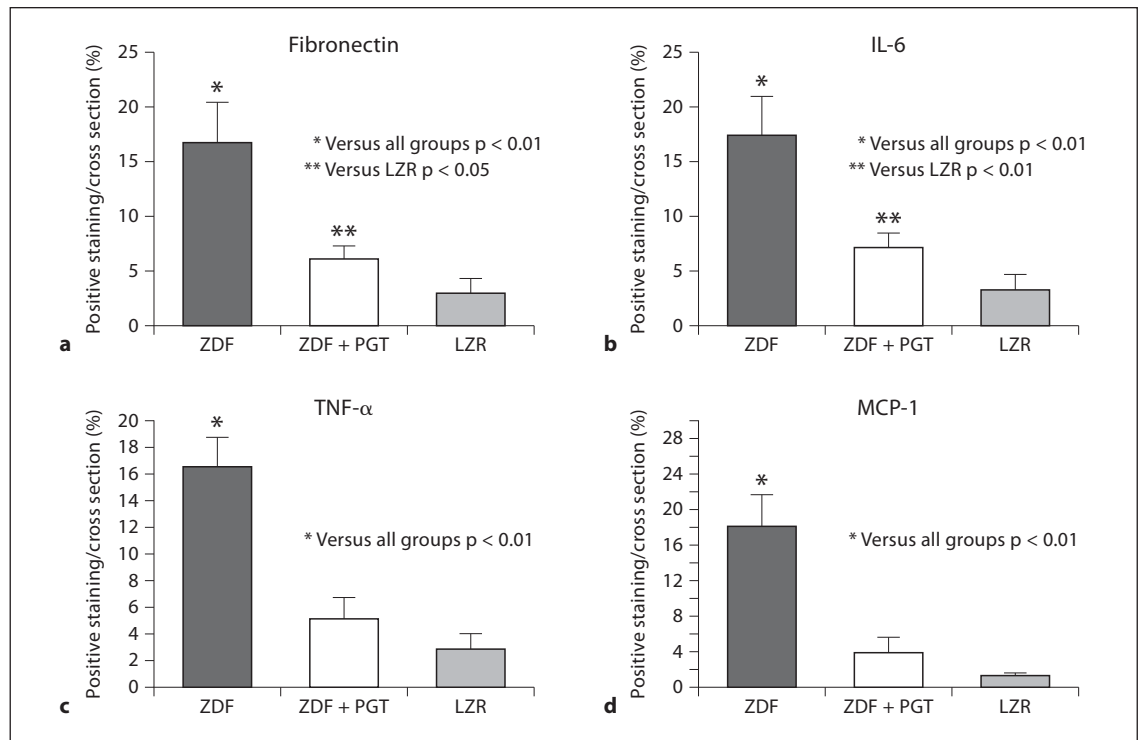 Fibronectin
Positive staining/cross section (%)
25
20
15
10
5
0
*
**
* Versus all groups p < 0.01
** Versus LZR p < 0.05
ZDF
ZDF + PGT
LZR
a
IL-6
Positive staining/cross section (%)
25
20
15
10
5
0
*
**
* Versus all groups p < 0.01
** Versus LZR p < 0.01
ZDF
ZDF + PGT
LZR
b
TNF-α
Positive staining/cross section (%)
20
18
16
14
12
10
8
6
4
2
0
*
* Versus all groups p < 0.01
ZDF
ZDF + PGT
LZR
c
MCP-1
Positive staining/cross section (%)
28
24
20
18
16
12
8
4
0
*
* Versus all groups p < 0.01
ZDF
ZDF + PGT
LZR
d